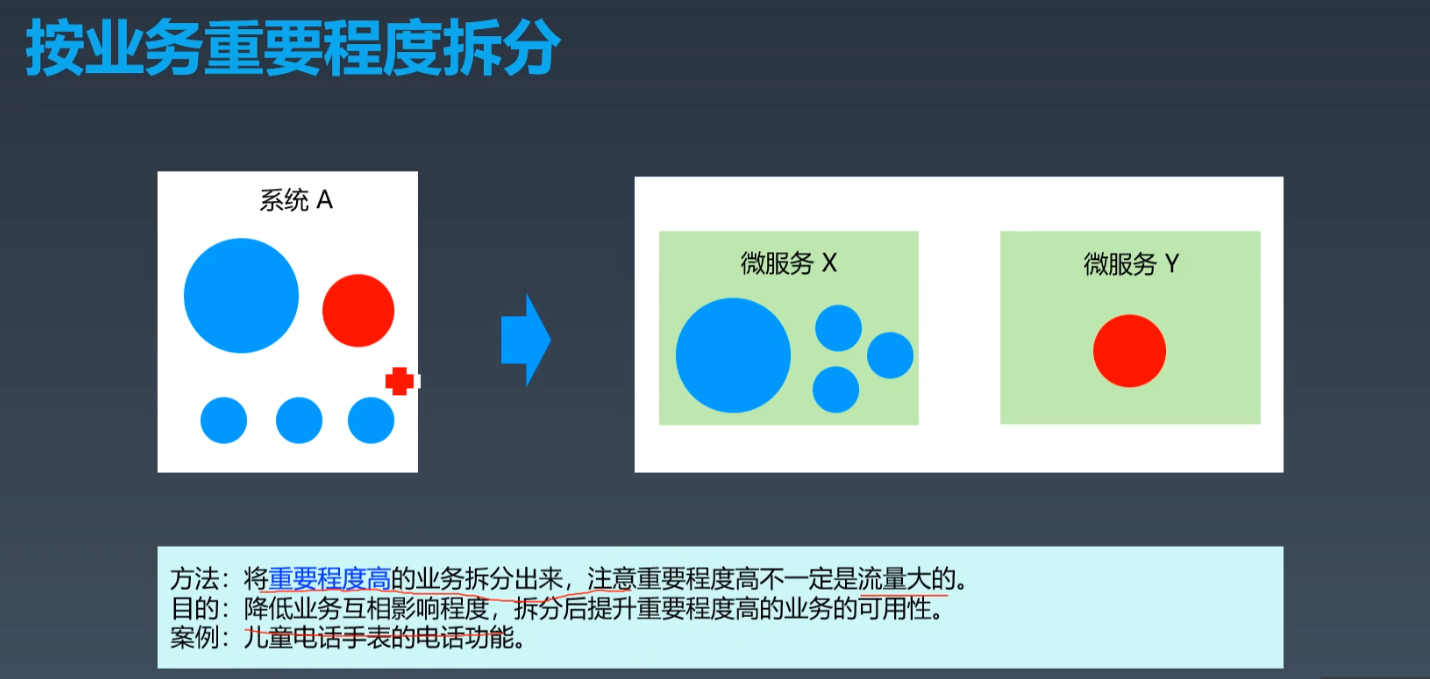 按业务重要程度拆分
系统 A
微服务 X
微服务 Y
方法：将重要程度高的业务拆分出来，注意重要程度高不一定是流量大的。
目的：降低业务互相影响程度，拆分后提升重要程度高的业务的可用性。
案例：儿童电话手表的电话功能。